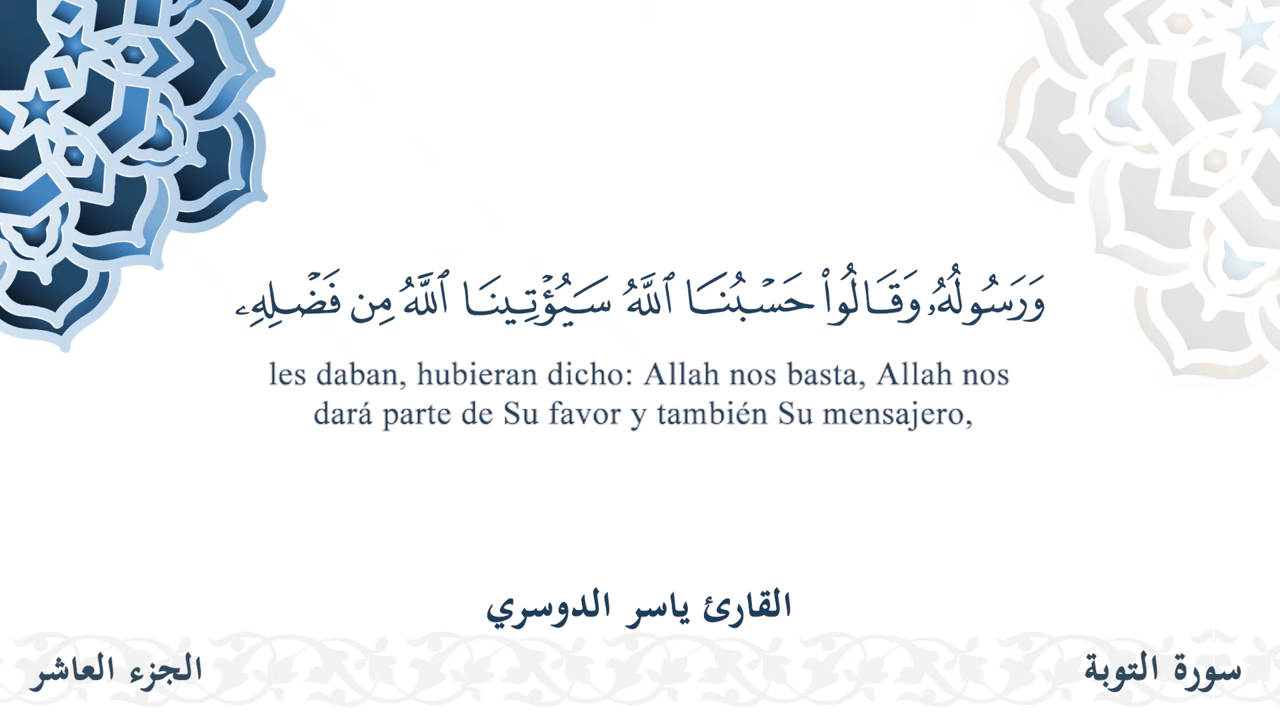 وَرَسُولُهُۥ وَقَالُوا۟ حَسْبُنَا ٱللَّهُ سَيُؤْتِينَا ٱللَّهُ مِن فَضْلِهِۦ
les daban, hubieran dicho: Allah nos basta, Allah nos
dará parte de Su favor y también Su mensajero,
القارئ ياسر الدوسري
سورة التوبة
الجزء العاشر